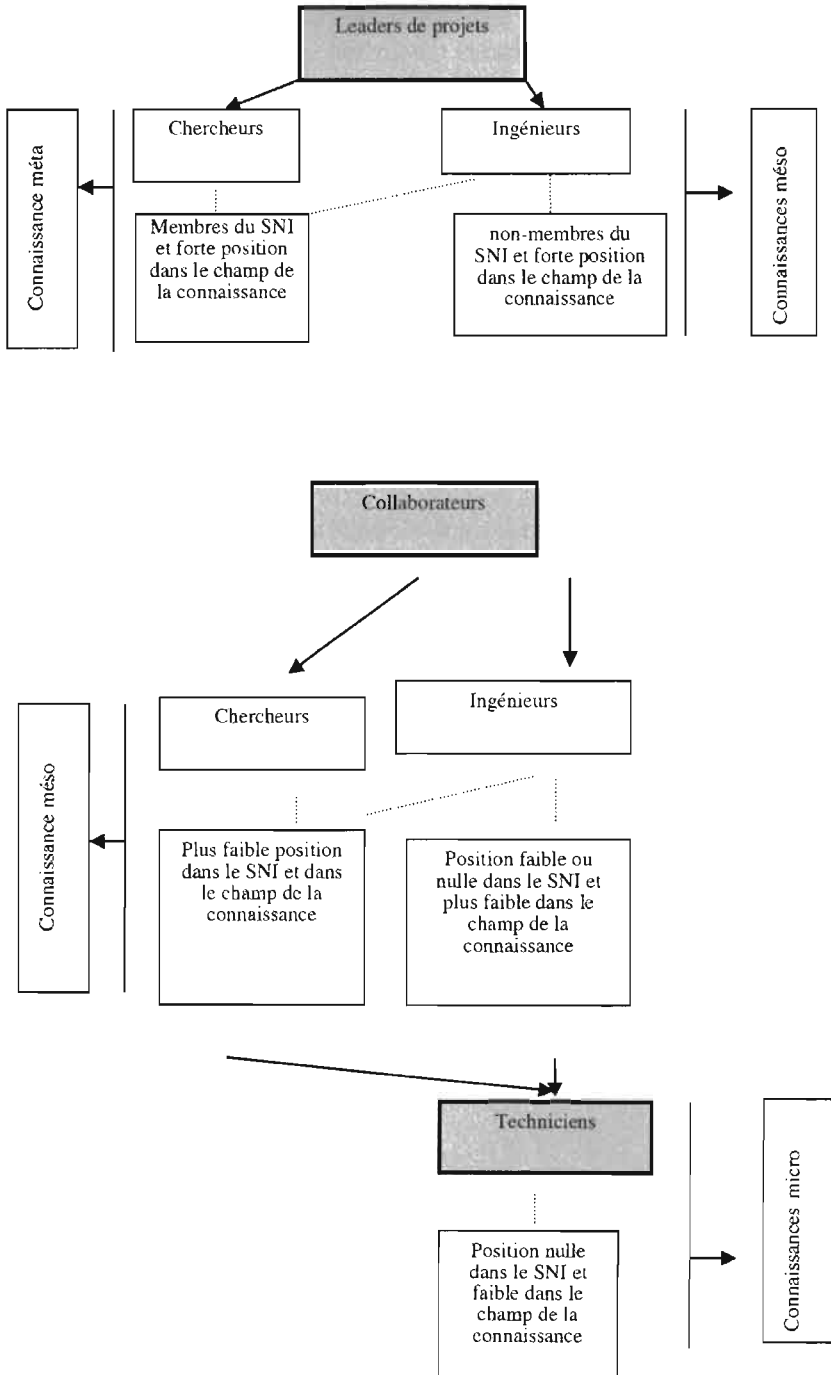 Leaders de projets
Chercheurs
Ingénieurs
Connaissance méta
Membres du SNI
et forte position
dans le champ de
la connaissance
non-membres du
SNI et forte position
dans le champ de la
connaissance
Connaissances méso
Collaborateurs
Chercheurs
Ingénieurs
Connaissance méso
Plus faible position
dans le SNI et dans
le champ de la
connaissance
Position faible ou
nulle dans le SNI et
plus faible dans le
champ de la
connaissance
Techniciens
Connaissances micro
Position nulle
dans le SNI et
faible dans le
champ de la
connaissance